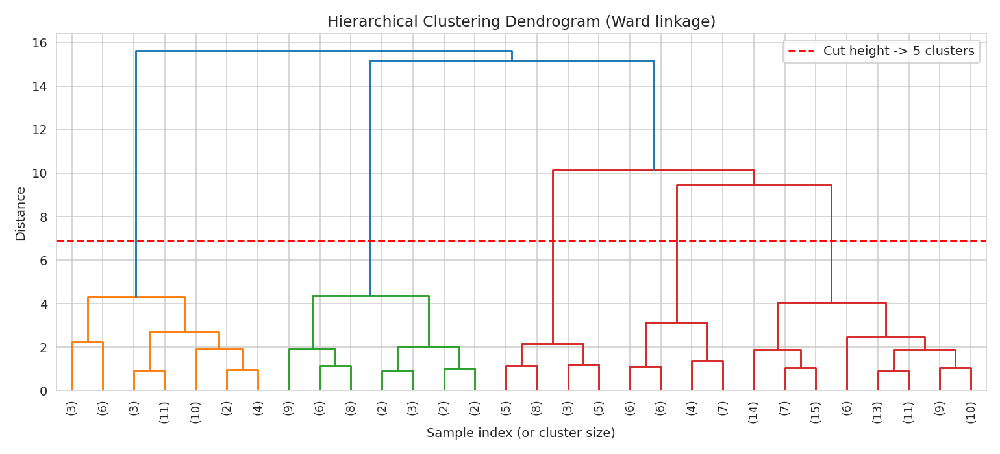 Hierarchical Clustering Dendrogram (Ward linkage)
Cut height -> 5 clusters
Distance
16
14
12
10
8
6
4
2
0
(3) (6) (3) (11) (10) (2) (4) (9) (6) (8) (2) (3) (2) (2) (5) (8) (3) (5) (6) (6) (4) (7) (14) (7) (15) (6) (13) (11) (9) (10)
Sample index (or cluster size)